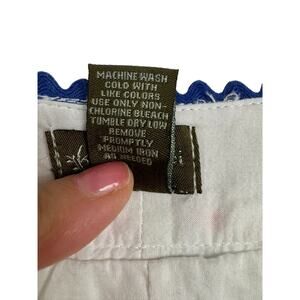 MACHINE WASH
COLD WITH
LIKE COLORS
USE ONLY NON-
CHLORINE BLEACH
TUMBLE DRY LOW
REMOVE
PROMPTLY
MEDIUM IRON
AS NEEDED